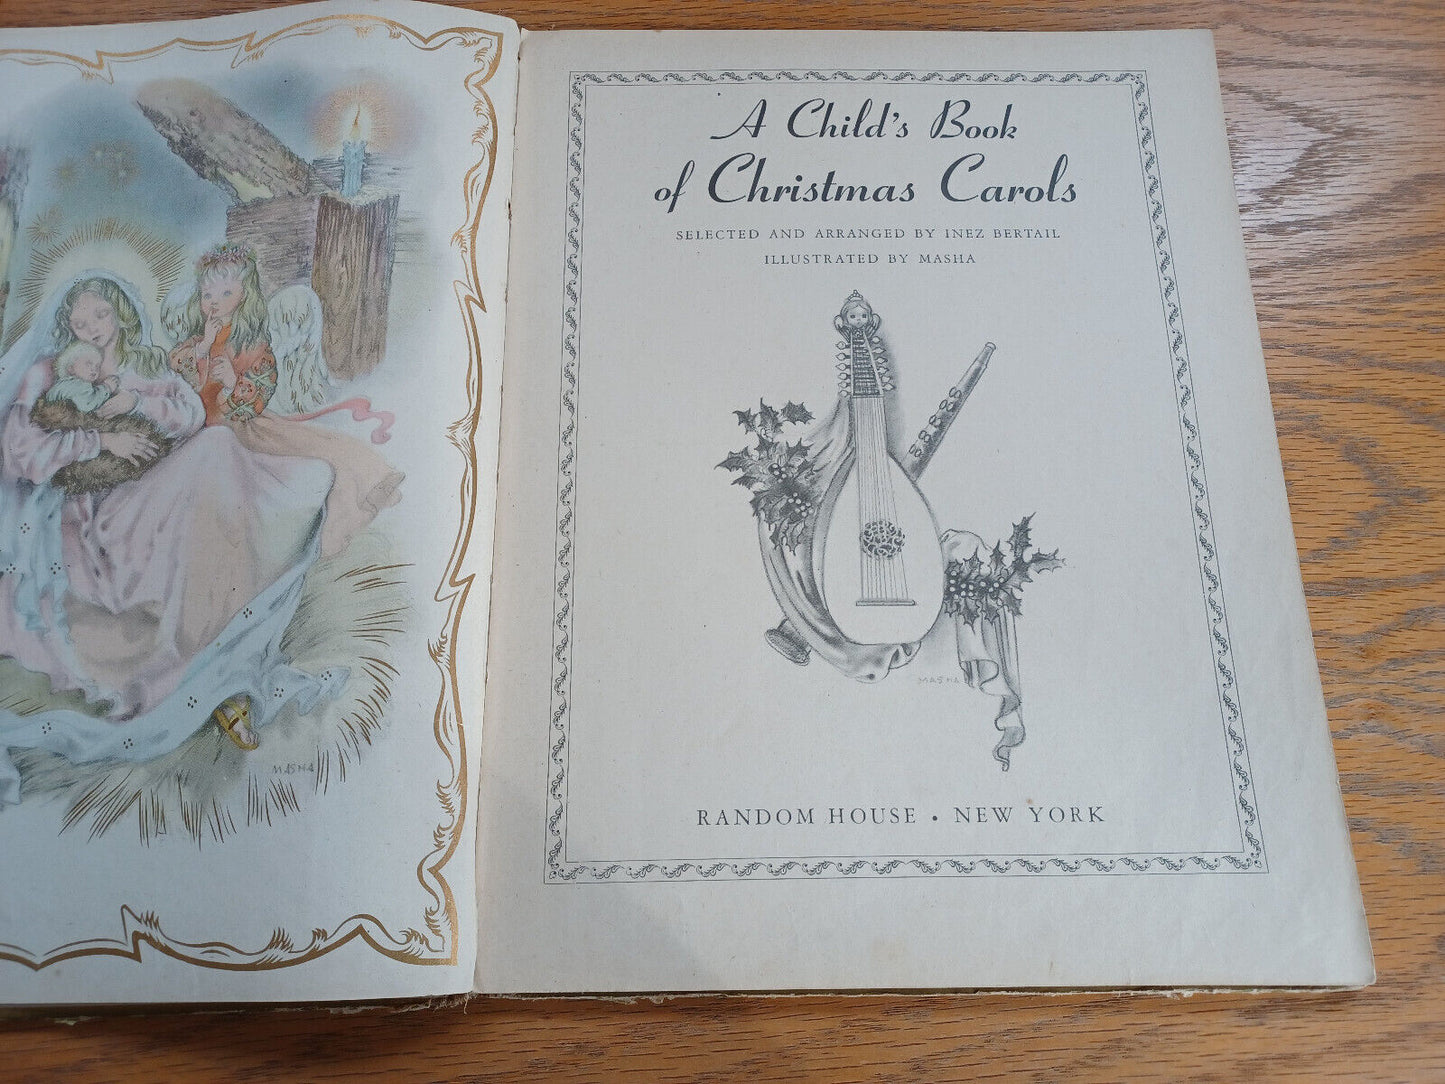 MASHA
A Child's Book
of Christmas Carols
SELECTED AND ARRANGED BY INEZ BERTAIL
ILLUSTRATED BY MASHA
MASHA
RANDOM HOUSE • NEW YORK